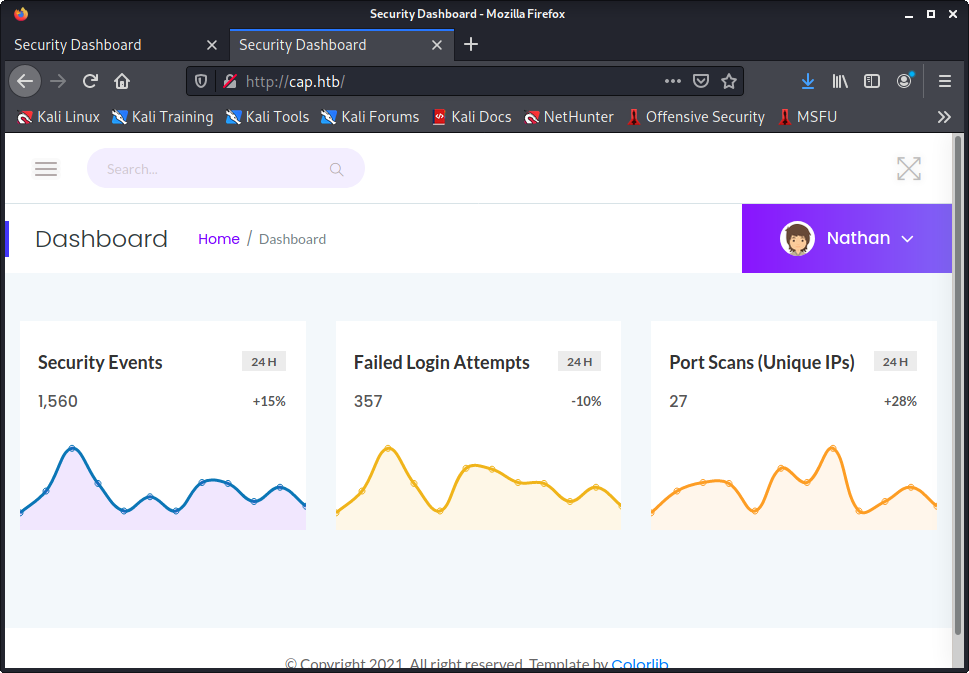 Security Dashboard - Mozilla Firefox
Security Dashboard
Security Dashboard
http://cap.htb/
Kali Linux Kali Training Kali Tools Kali Forums Kali Docs NetHunter Offensive Security MSFU
Search...
Dashboard Home / Dashboard Nathan
Security Events 24 H
1,560 +15%
Failed Login Attempts 24 H
357 -10%
Port Scans (Unique IPs) 24 H
27 +28%
© Copyright 2021. All right reserved. Template by Colorlib